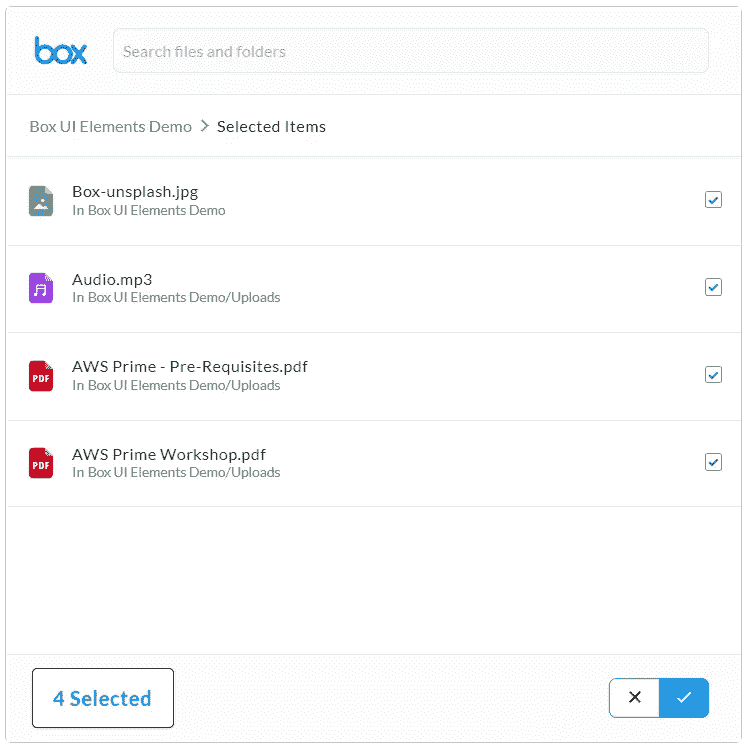 box
Search files and folders
Box UI Elements Demo > Selected Items
Box-unsplash.jpg
In Box UI Elements Demo
Audio.mp3
In Box UI Elements Demo/Uploads
PDF
AWS Prime - Pre-Requisites.pdf
In Box UI Elements Demo/Uploads
PDF
AWS Prime Workshop.pdf
In Box UI Elements Demo/Uploads
4 Selected